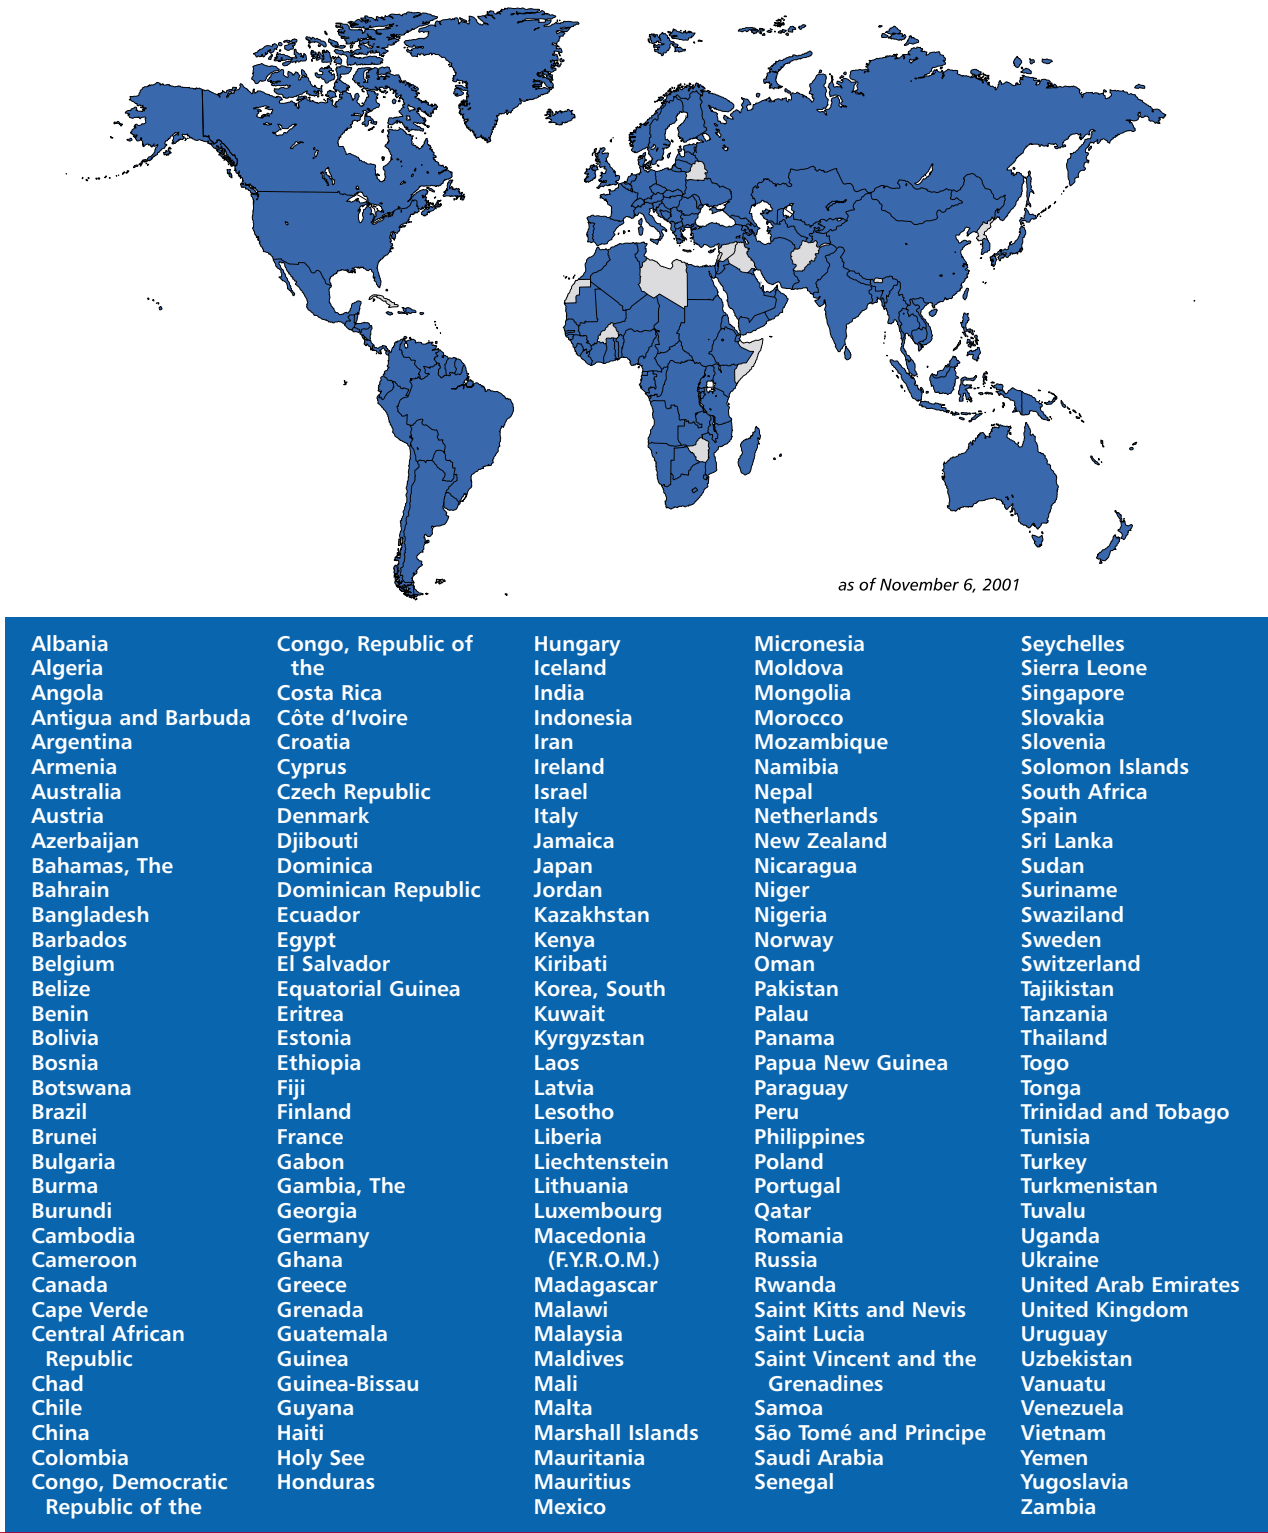 as of November 6, 2001
Albania
Algeria
Angola
Antigua and Barbuda
Argentina
Armenia
Australia
Austria
Azerbaijan
Bahamas, The
Bahrain
Bangladesh
Barbados
Belgium
Belize
Benin
Bolivia
Bosnia
Botswana
Brazil
Brunei
Bulgaria
Burma
Burundi
Cambodia
Cameroon
Canada
Cape Verde
Central African
Republic
Chad
Chile
China
Colombia
Congo, Democratic
Republic of the
Congo, Republic of
the
Costa Rica
Côte d’Ivoire
Croatia
Cyprus
Czech Republic
Denmark
Djibouti
Dominica
Dominican Republic
Ecuador
Egypt
El Salvador
Equatorial Guinea
Eritrea
Estonia
Ethiopia
Fiji
Finland
France
Gabon
Gambia, The
Georgia
Germany
Ghana
Greece
Grenada
Guatemala
Guinea
Guinea-Bissau
Guyana
Haiti
Holy See
Honduras
Hungary
Iceland
India
Indonesia
Iran
Ireland
Israel
Italy
Jamaica
Japan
Jordan
Kazakhstan
Kenya
Kiribati
Korea, South
Kuwait
Kyrgyzstan
Laos
Latvia
Lesotho
Liberia
Liechtenstein
Lithuania
Luxembourg
Macedonia
(F.Y.R.O.M.)
Madagascar
Malawi
Malaysia
Maldives
Mali
Malta
Marshall Islands
Mauritania
Mauritius
Mexico
Micronesia
Moldova
Mongolia
Morocco
Mozambique
Namibia
Nepal
Netherlands
New Zealand
Nicaragua
Niger
Nigeria
Norway
Oman
Pakistan
Palau
Panama
Papua New Guinea
Paraguay
Peru
Philippines
Poland
Portugal
Qatar
Romania
Russia
Rwanda
Saint Kitts and Nevis
Saint Lucia
Saint Vincent and the
Grenadines
Samoa
São Tomé and Principe
Saudi Arabia
Senegal
Seychelles
Sierra Leone
Singapore
Slovakia
Slovenia
Solomon Islands
South Africa
Spain
Sri Lanka
Sudan
Suriname
Swaziland
Sweden
Switzerland
Tajikistan
Tanzania
Thailand
Togo
Tonga
Trinidad and Tobago
Tunisia
Turkey
Turkmenistan
Tuvalu
Uganda
Ukraine
United Arab Emirates
United Kingdom
Uruguay
Uzbekistan
Vanuatu
Venezuela
Vietnam
Yemen
Yugoslavia
Zambia